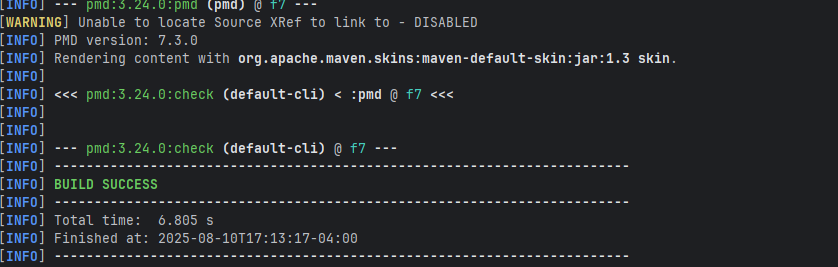 [INFO] --- pmd:3.24.0:pmd (pmd) @ f7 ---
[WARNING] Unable to locate Source XRef to link to - DISABLED
[INFO] PMD version: 7.3.0
[INFO] Rendering content with org.apache.maven.skins:maven-default-skin:jar:1.3 skin.
[INFO]
[INFO] <<< pmd:3.24.0:check (default-cli) < :pmd @ f7 <<<
[INFO]
[INFO]
[INFO] --- pmd:3.24.0:check (default-cli) @ f7 ---
[INFO] ------------------------------------------------------------------------
[INFO] BUILD SUCCESS
[INFO] ------------------------------------------------------------------------
[INFO] Total time:  6.805 s
[INFO] Finished at: 2025-08-10T17:13:17-04:00
[INFO] ------------------------------------------------------------------------